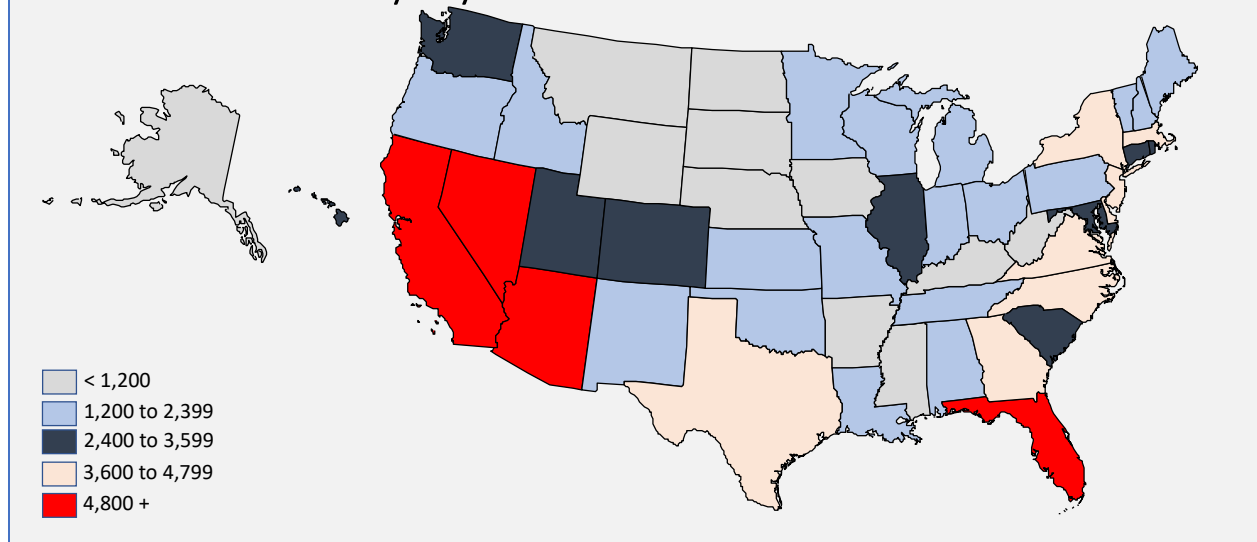 < 1,200
1,200 to 2,399
2,400 to 3,599
3,600 to 4,799
4,800 +